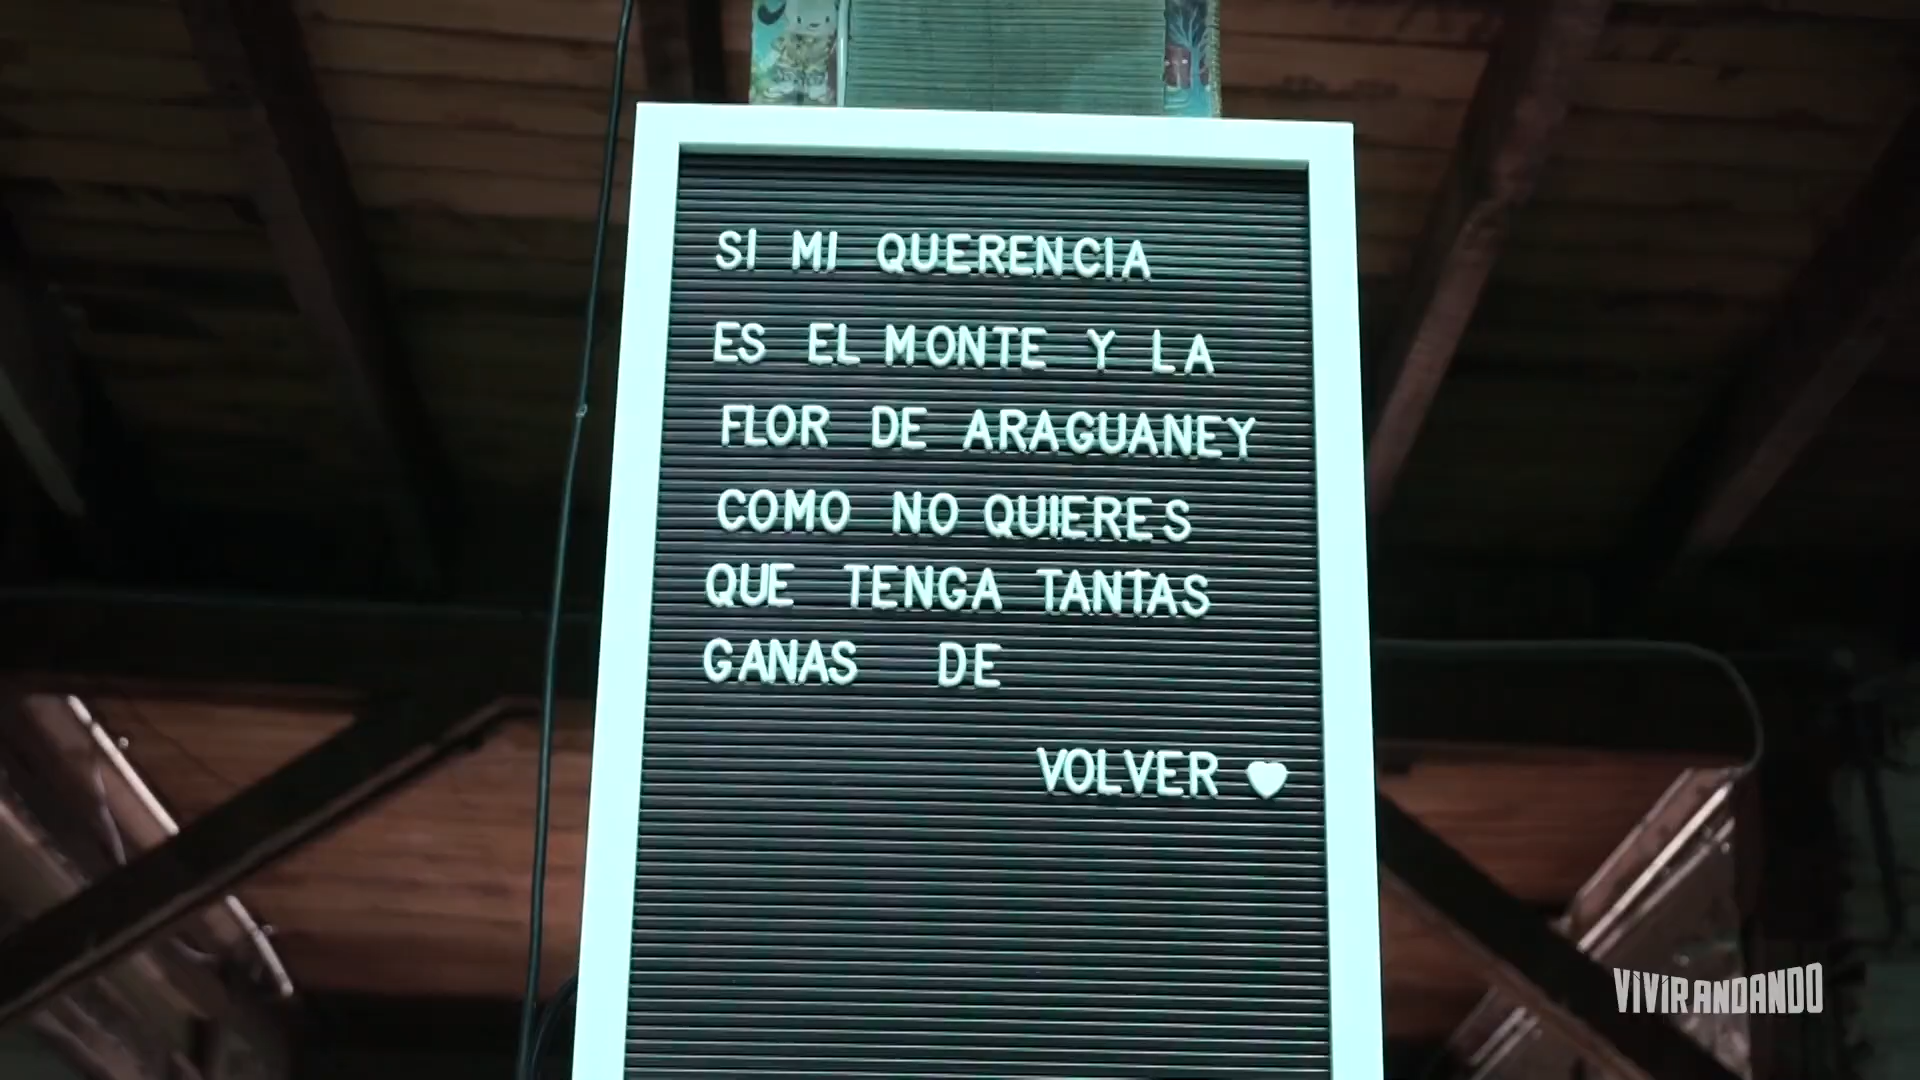 SI MI QUERENCIA
ES EL MONTE Y LA
FLOR DE ARAGUANEY
COMO NO QUIERES
QUE TENGA TANTAS
GANAS DE
VOLVER ♥
VIVIR ANDANDO